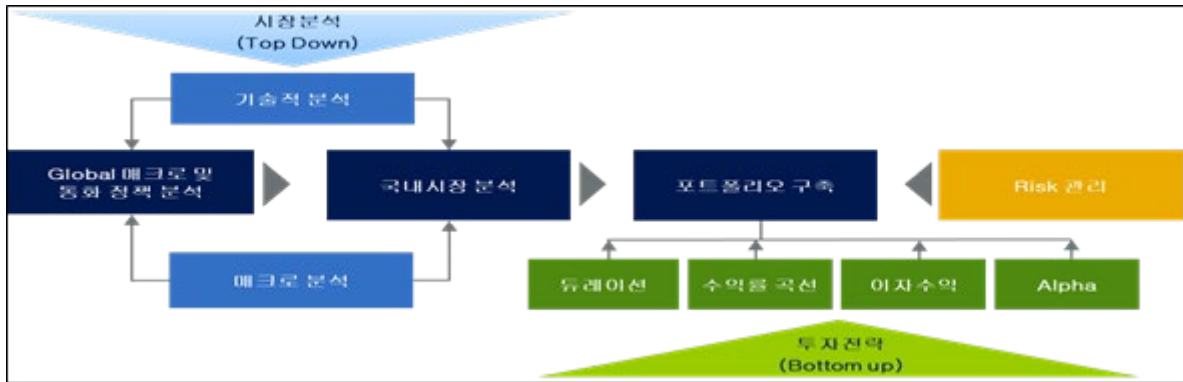 시장분석
(Top Down)
기술적 분석
Global 매크로 및
통화 정책 분석
국내시장 분석
포트폴리오 구축
Risk 관리
매크로 분석
듀레이션
수익률 곡선
이자수익
Alpha
투자전략
(Bottom up)